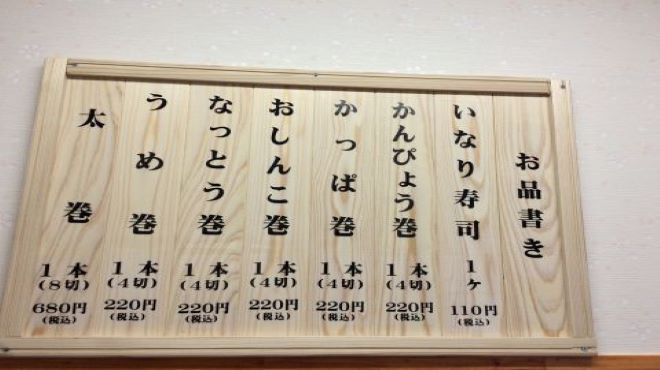 お品書き
いなり寿司
1ヶ
110円
(税込)
かんぴょう巻
1本
(4切)
220円
(税込)
かっぱ巻
1本
(4切)
220円
(税込)
おしんこ巻
1本
(4切)
220円
(税込)
なっとう巻
1本
(4切)
220円
(税込)
うめ巻
1本
(4切)
220円
(税込)
太巻
1本
(8切)
680円
(税込)